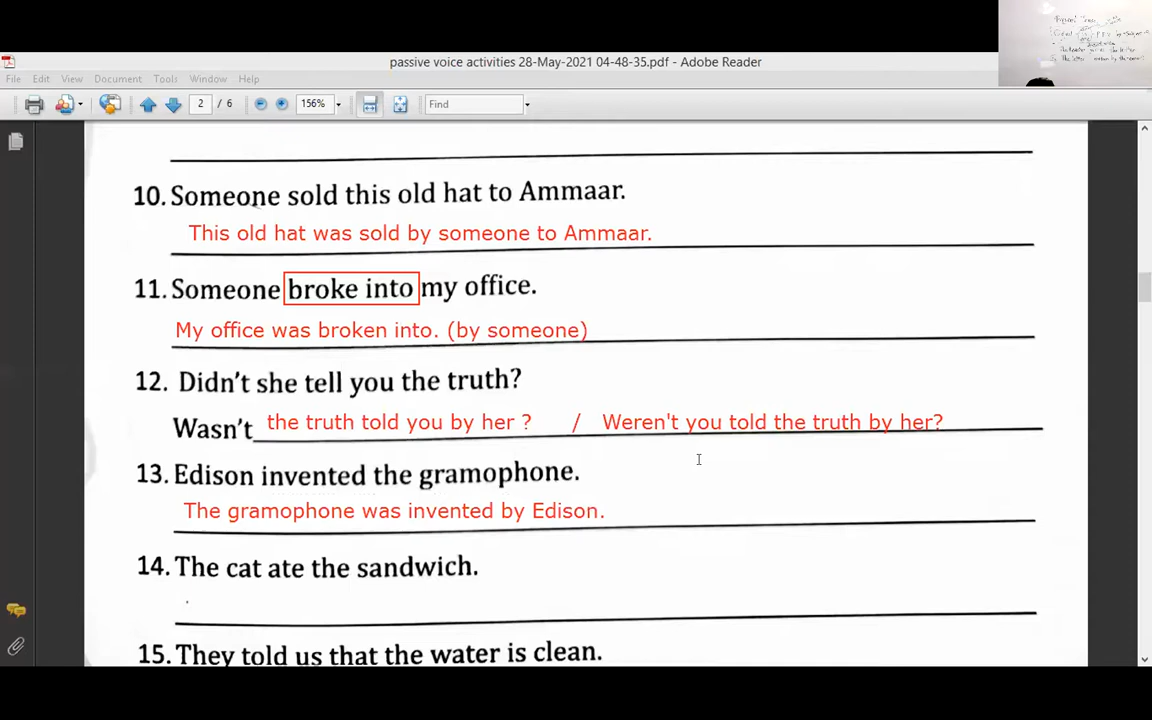 passive voice activities 28-May-2021 04-48-35.pdf - Adobe Reader
File Edit View Document Tools Window Help
2 / 6 156% Find
10. Someone sold this old hat to Ammaar.
This old hat was sold by someone to Ammaar.
11. Someone broke into my office.
My office was broken into. (by someone)
12. Didn't she tell you the truth?
Wasn't the truth told you by her ? / Weren't you told the truth by her?
13. Edison invented the gramophone.
The gramophone was invented by Edison.
14. The cat ate the sandwich.
15. They told us that the water is clean.